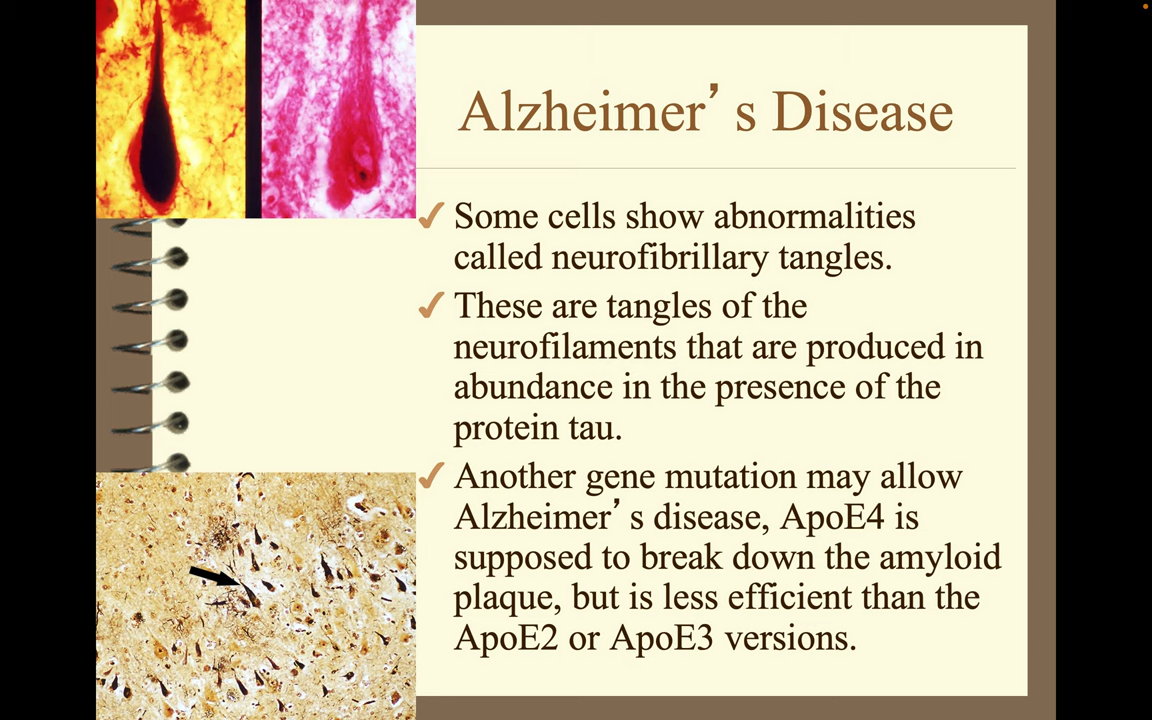 Alzheimer’s Disease
✓ Some cells show abnormalities
called neurofibrillary tangles.
✓ These are tangles of the
neurofilaments that are produced in
abundance in the presence of the
protein tau.
✓ Another gene mutation may allow
Alzheimer’s disease, ApoE4 is
supposed to break down the amyloid
plaque, but is less efficient than the
ApoE2 or ApoE3 versions.